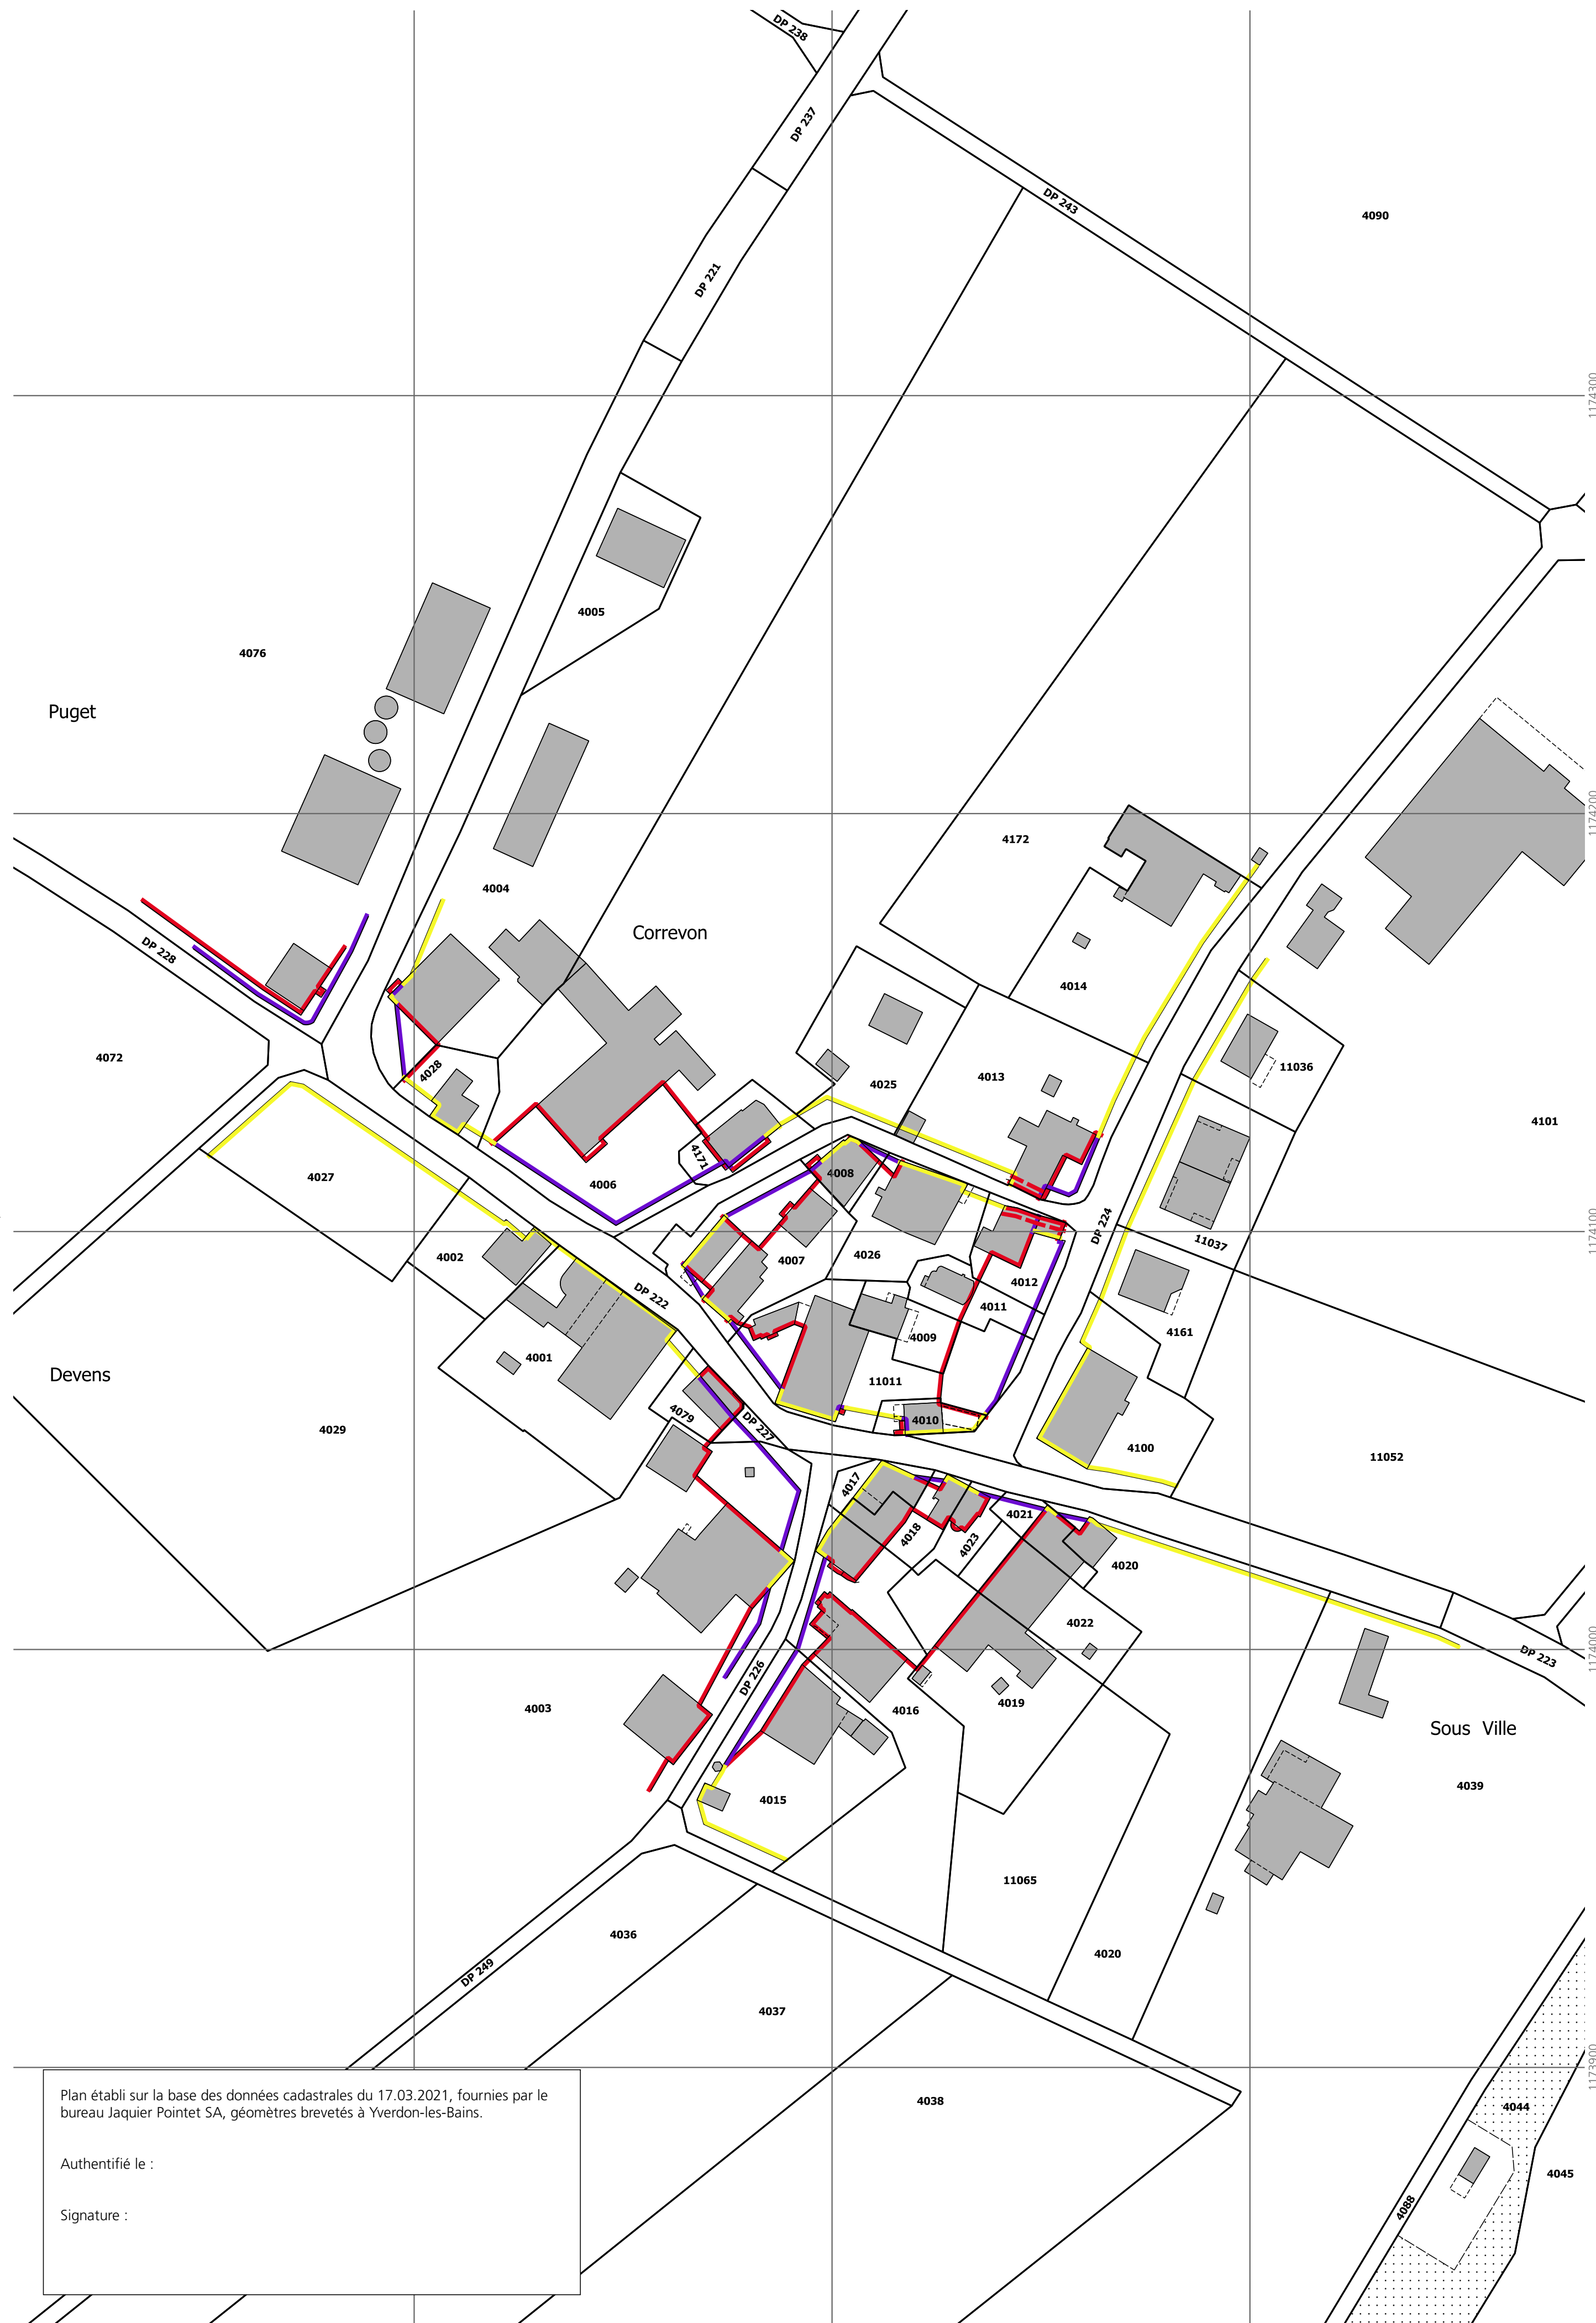 DP 238
DP 237
DP 243
4090
DP 221
1174300
4005
4076
Puget
1174200
4172
4004
Correvon
DP 228
4014
4072
4028
11036
4025
4013
4101
4171
4008
4027
4006
DP 224
1174100
11037
4002
4026
4007
4012
DP 222
4011
4161
4009
4001
Devens
11011
4079
4010
DP 227
4029
4100
11052
4017
4021
4018
4023
4020
4022
DP 223
1174000
DP 226
4003
4016
4019
Sous Ville
4039
4015
11065
4036
4020
DP 249
4037
1173900
Plan établi sur la base des données cadastrales du 17.03.2021, fournies par le
bureau Jaquier Pointet SA, géomètres brevetés à Yverdon-les-Bains.
Authentifié le :
Signature :
4038
4044
4045
4088